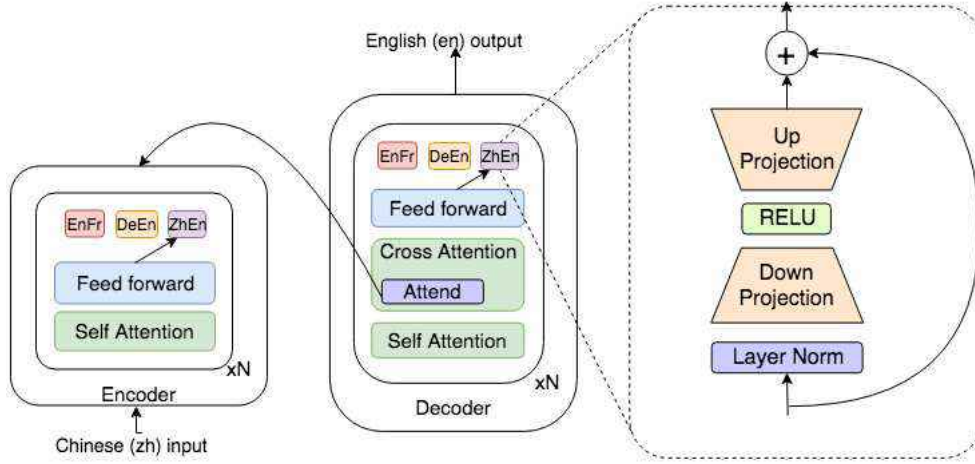 English (en) output
EnFr DeEn ZhEn
Feed forward
Self Attention
xN
Encoder
Chinese (zh) input
EnFr DeEn ZhEn
Feed forward
Cross Attention
Attend
Self Attention
xN
Decoder
+
Up
Projection
RELU
Down
Projection
Layer Norm